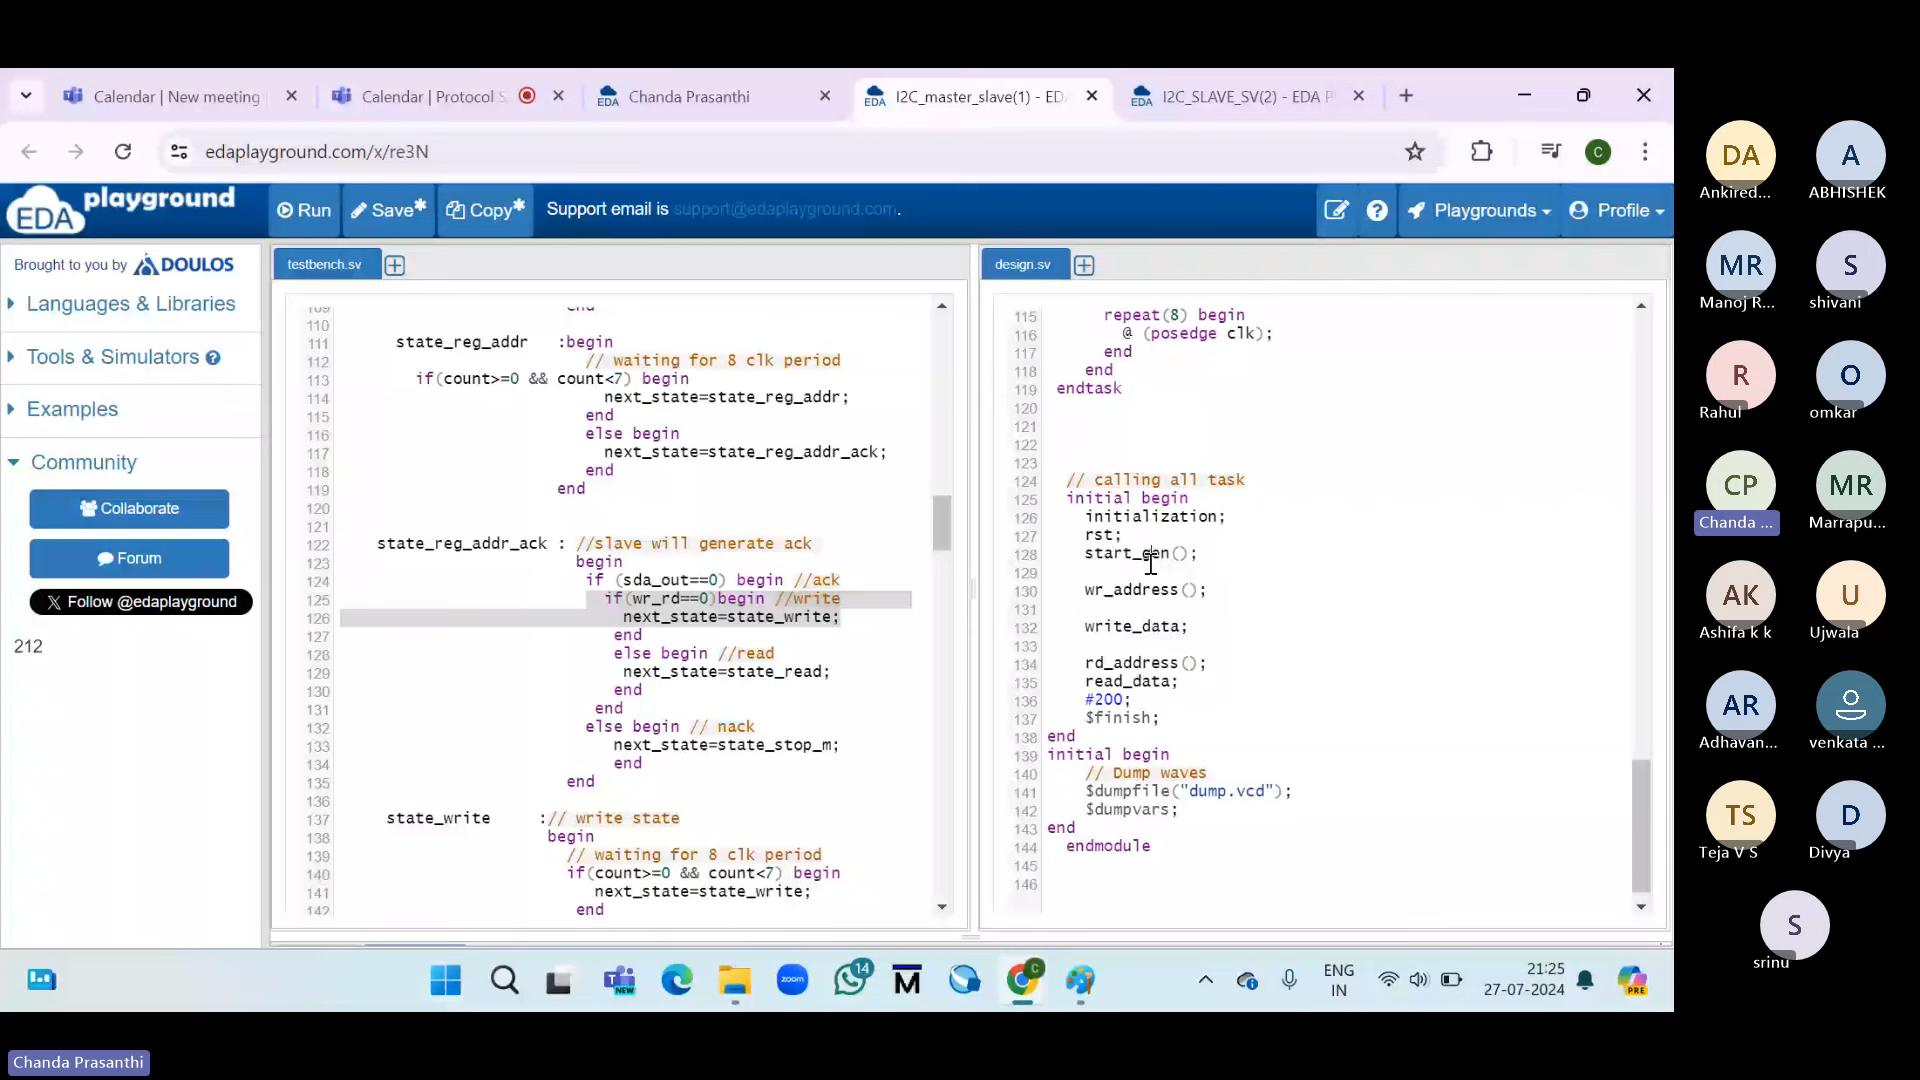 Calendar | New meeting
Calendar | Protocol S
Chanda Prasanthi
EDA I2C_master_slave(1) - ED
EDA I2C_SLAVE_SV(2) - EDA P
edaplayground.com/x/re3N
C
EDA playground
Run
Save*
Copy*
Support email is support@edaplayground.com.
Playgrounds
Profile
Brought to you by DOULOS
Languages & Libraries
Tools & Simulators
Examples
Community
Collaborate
Forum
X Follow @edaplayground
212
testbench.sv
109 end
110
111 state_reg_addr :begin
112 // waiting for 8 clk period
113 if(count>=0 && count<7) begin
114 next_state=state_reg_addr;
115 end
116 else begin
117 next_state=state_reg_addr_ack;
118 end
119 end
120
121
122 state_reg_addr_ack : //slave will generate ack
123 begin
124 if (sda_out==0) begin //ack
125 if(wr_rd==0)begin //write
126 next_state=state_write;
127 end
128 else begin //read
129 next_state=state_read;
130 end
131 end
132 else begin // nack
133 next_state=state_stop_m;
134 end
135 end
136
137 state_write :// write state
138 begin
139 // waiting for 8 clk period
140 if(count>=0 && count<7) begin
141 next_state=state_write;
142 end
design.sv
115 repeat(8) begin
116 @ (posedge clk);
117 end
118 end
119 endtask
120
121
122
123
124 // calling all task
125 initial begin
126 initialization;
127 rst;
128 start_gen();
129
130 wr_address();
131
132 write_data;
133
134 rd_address();
135 read_data;
136 #200;
137 $finish;
138 end
139 initial begin
140 // Dump waves
141 $dumpfile("dump.vcd");
142 $dumpvars;
143 end
144 endmodule
145
146
DA
Ankired...
A
ABHISHEK
MR
Manoj R...
S
shivani
R
Rahul
O
omkar
CP
Chanda ...
MR
Marrapu...
AK
Ashifa k k
U
Ujwala
AR
Adhavan...
venkata ...
TS
Teja V S
D
Divya
S
srinu
NEW
zoom
14
M
C
ENG
IN
21:25
27-07-2024
PRE
Chanda Prasanthi